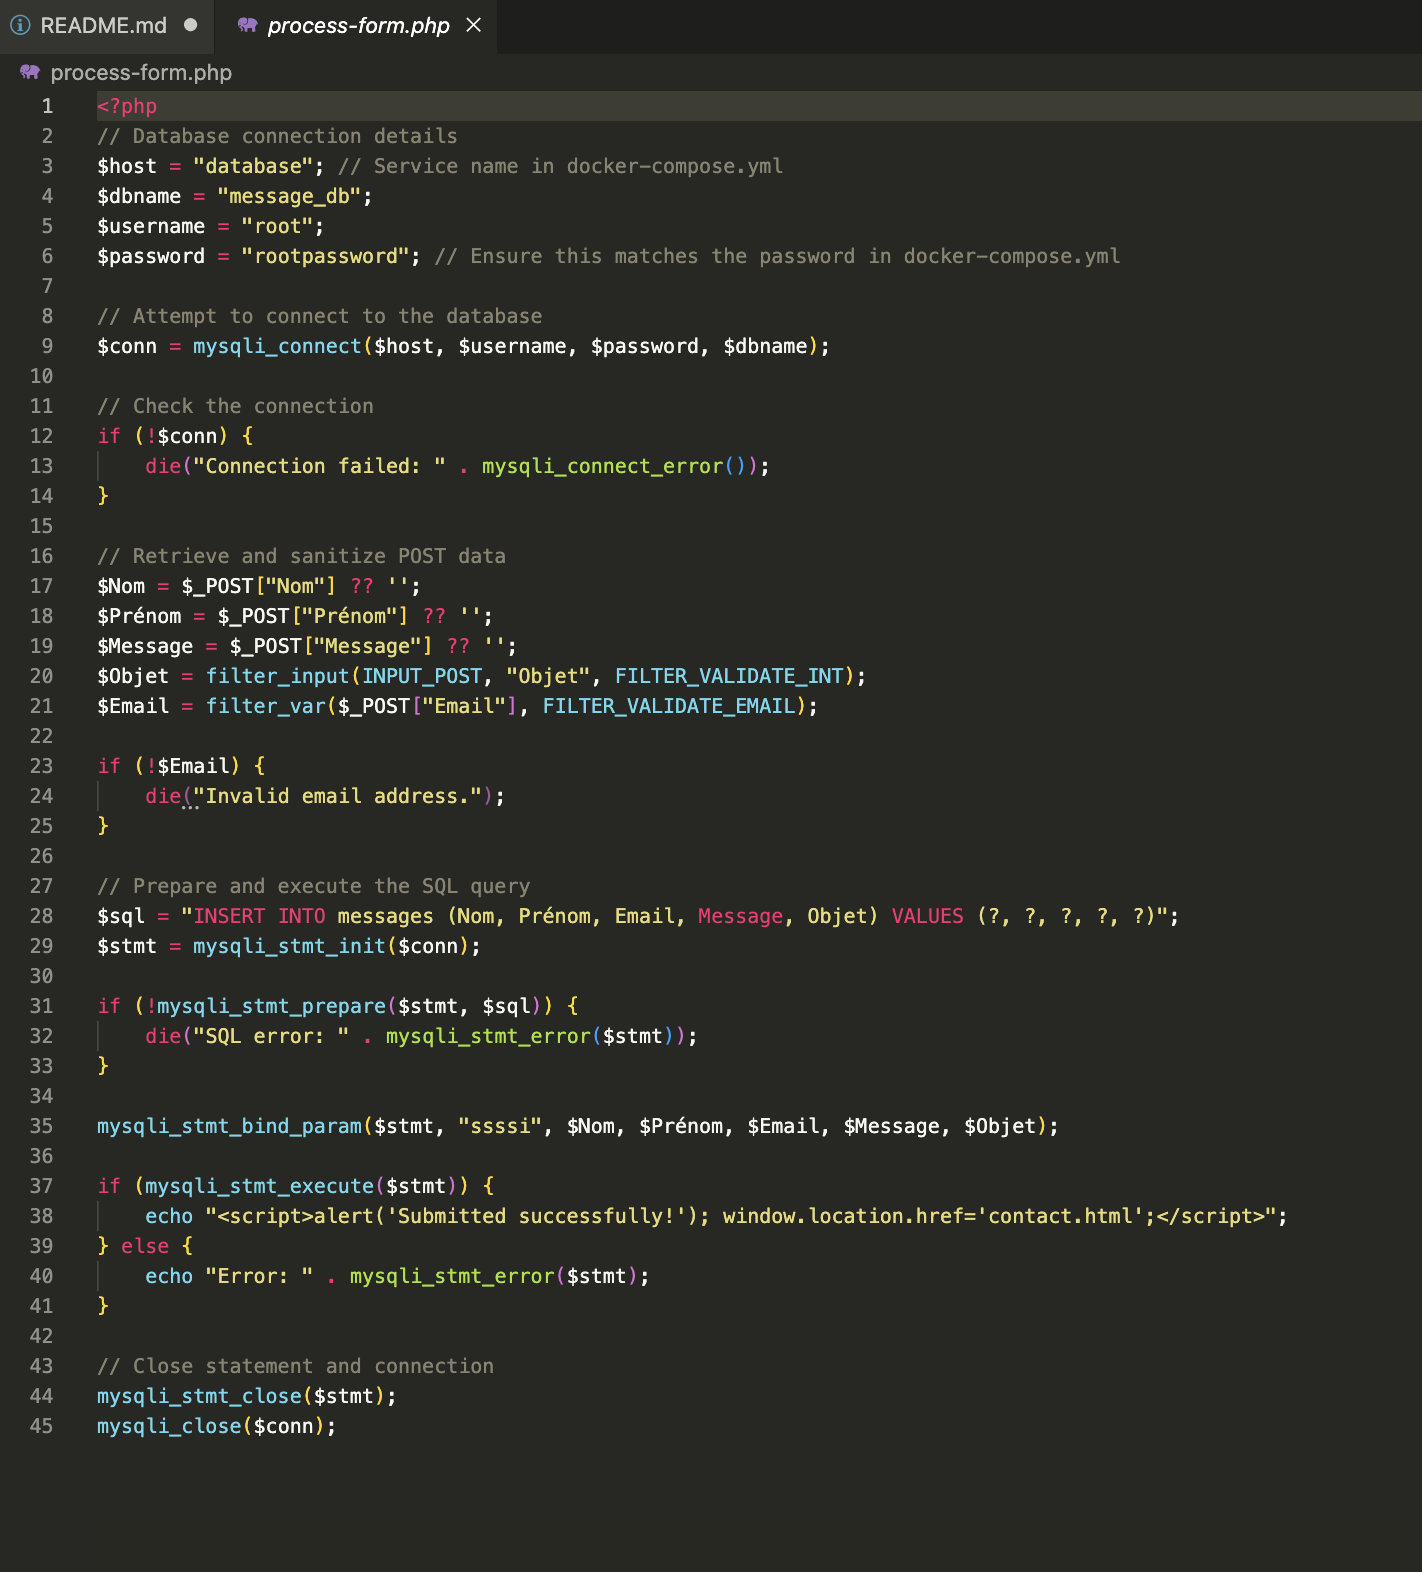 README.md
process-form.php
process-form.php
1 <?php
2 // Database connection details
3 $host = "database"; // Service name in docker-compose.yml
4 $dbname = "message_db";
5 $username = "root";
6 $password = "rootpassword"; // Ensure this matches the password in docker-compose.yml
7
8 // Attempt to connect to the database
9 $conn = mysqli_connect($host, $username, $password, $dbname);
10
11 // Check the connection
12 if (!$conn) {
13     die("Connection failed: " . mysqli_connect_error());
14 }
15
16 // Retrieve and sanitize POST data
17 $Nom = $_POST["Nom"] ?? '';
18 $Prénom = $_POST["Prénom"] ?? '';
19 $Message = $_POST["Message"] ?? '';
20 $Objet = filter_input(INPUT_POST, "Objet", FILTER_VALIDATE_INT);
21 $Email = filter_var($_POST["Email"], FILTER_VALIDATE_EMAIL);
22
23 if (!$Email) {
24     die("Invalid email address.");
25 }
26
27 // Prepare and execute the SQL query
28 $sql = "INSERT INTO messages (Nom, Prénom, Email, Message, Objet) VALUES (?, ?, ?, ?, ?)";
29 $stmt = mysqli_stmt_init($conn);
30
31 if (!mysqli_stmt_prepare($stmt, $sql)) {
32     die("SQL error: " . mysqli_stmt_error($stmt));
33 }
34
35 mysqli_stmt_bind_param($stmt, "ssssi", $Nom, $Prénom, $Email, $Message, $Objet);
36
37 if (mysqli_stmt_execute($stmt)) {
38     echo "<script>alert('Submitted successfully!'); window.location.href='contact.html';</script>";
39 } else {
40     echo "Error: " . mysqli_stmt_error($stmt);
41 }
42
43 // Close statement and connection
44 mysqli_stmt_close($stmt);
45 mysqli_close($conn);